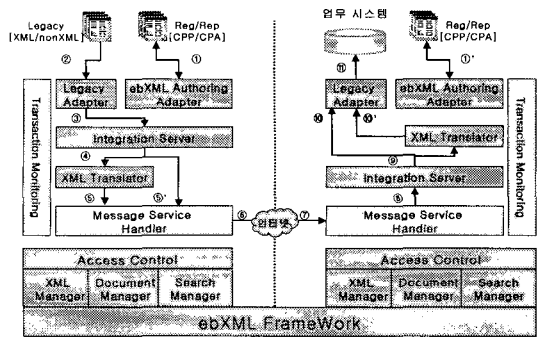 Legacy
[XML/nonXML]
Reg/Rep
[CPP/CPA]
②
①
Legacy
Adapter
ebXML Authoring
Adapter
③
Integration Server
④
XML Translator
⑤
⑤'
Message Service
Handler
Transaction Monitoring
⑥
인터넷
⑦
업무 시스템
Reg/Rep
[CPP/CPA]
⑪
①'
Legacy
Adapter
ebXML Authoring
Adapter
⑩
⑩'
XML Translator
⑨
Integration Server
⑧
Message Service
Handler
Transaction Monitoring
Access Control
XML
Manager
Document
Manager
Search
Manager
Access Control
XML
Manager
Document
Manager
Search
Manager
ebXML FrameWork